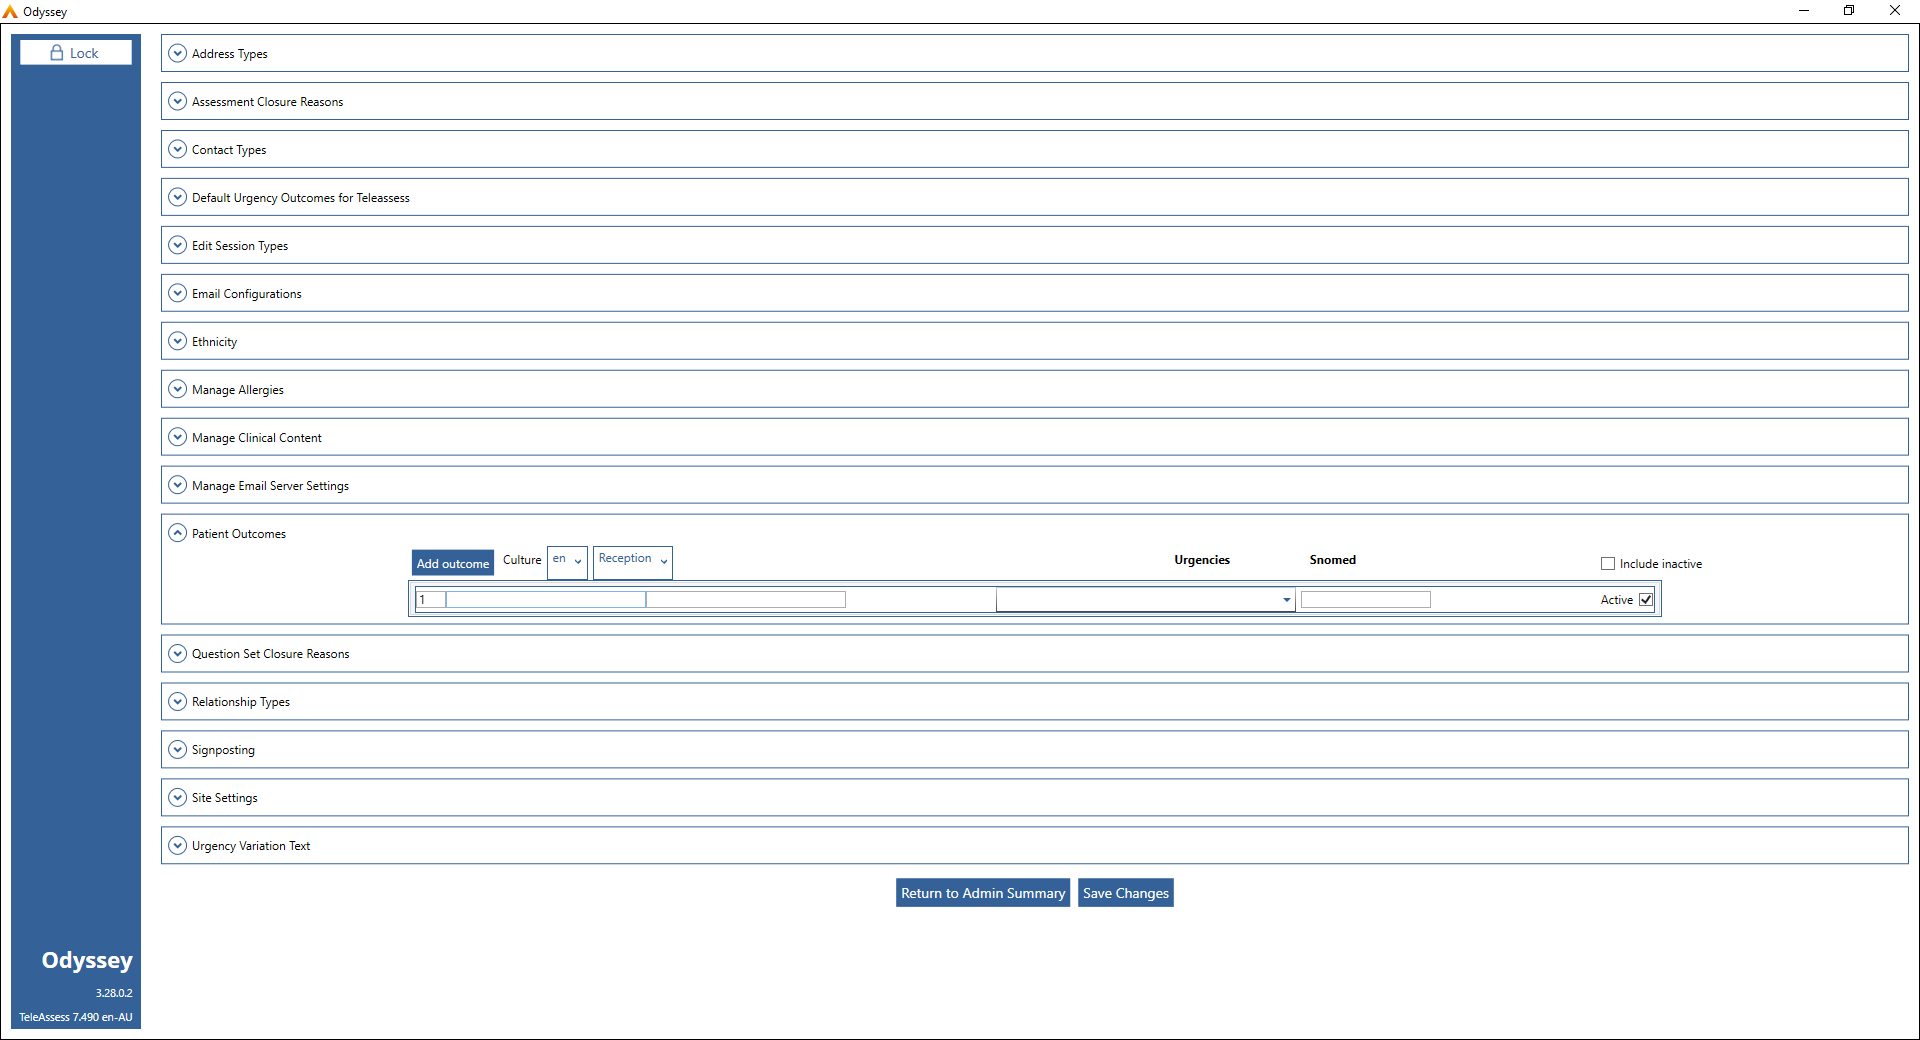 Odyssey
Lock
Address Types
Assessment Closure Reasons
Contact Types
Default Urgency Outcomes for Teleassess
Edit Session Types
Email Configurations
Ethnicity
Manage Allergies
Manage Clinical Content
Manage Email Server Settings
Patient Outcomes
Add outcome Culture en Reception Urgencies Snomed Include inactive
1 Active
Question Set Closure Reasons
Relationship Types
Signposting
Site Settings
Urgency Variation Text
Return to Admin Summary Save Changes
Odyssey
3.28.0.2
TeleAssess 7.490 en-AU